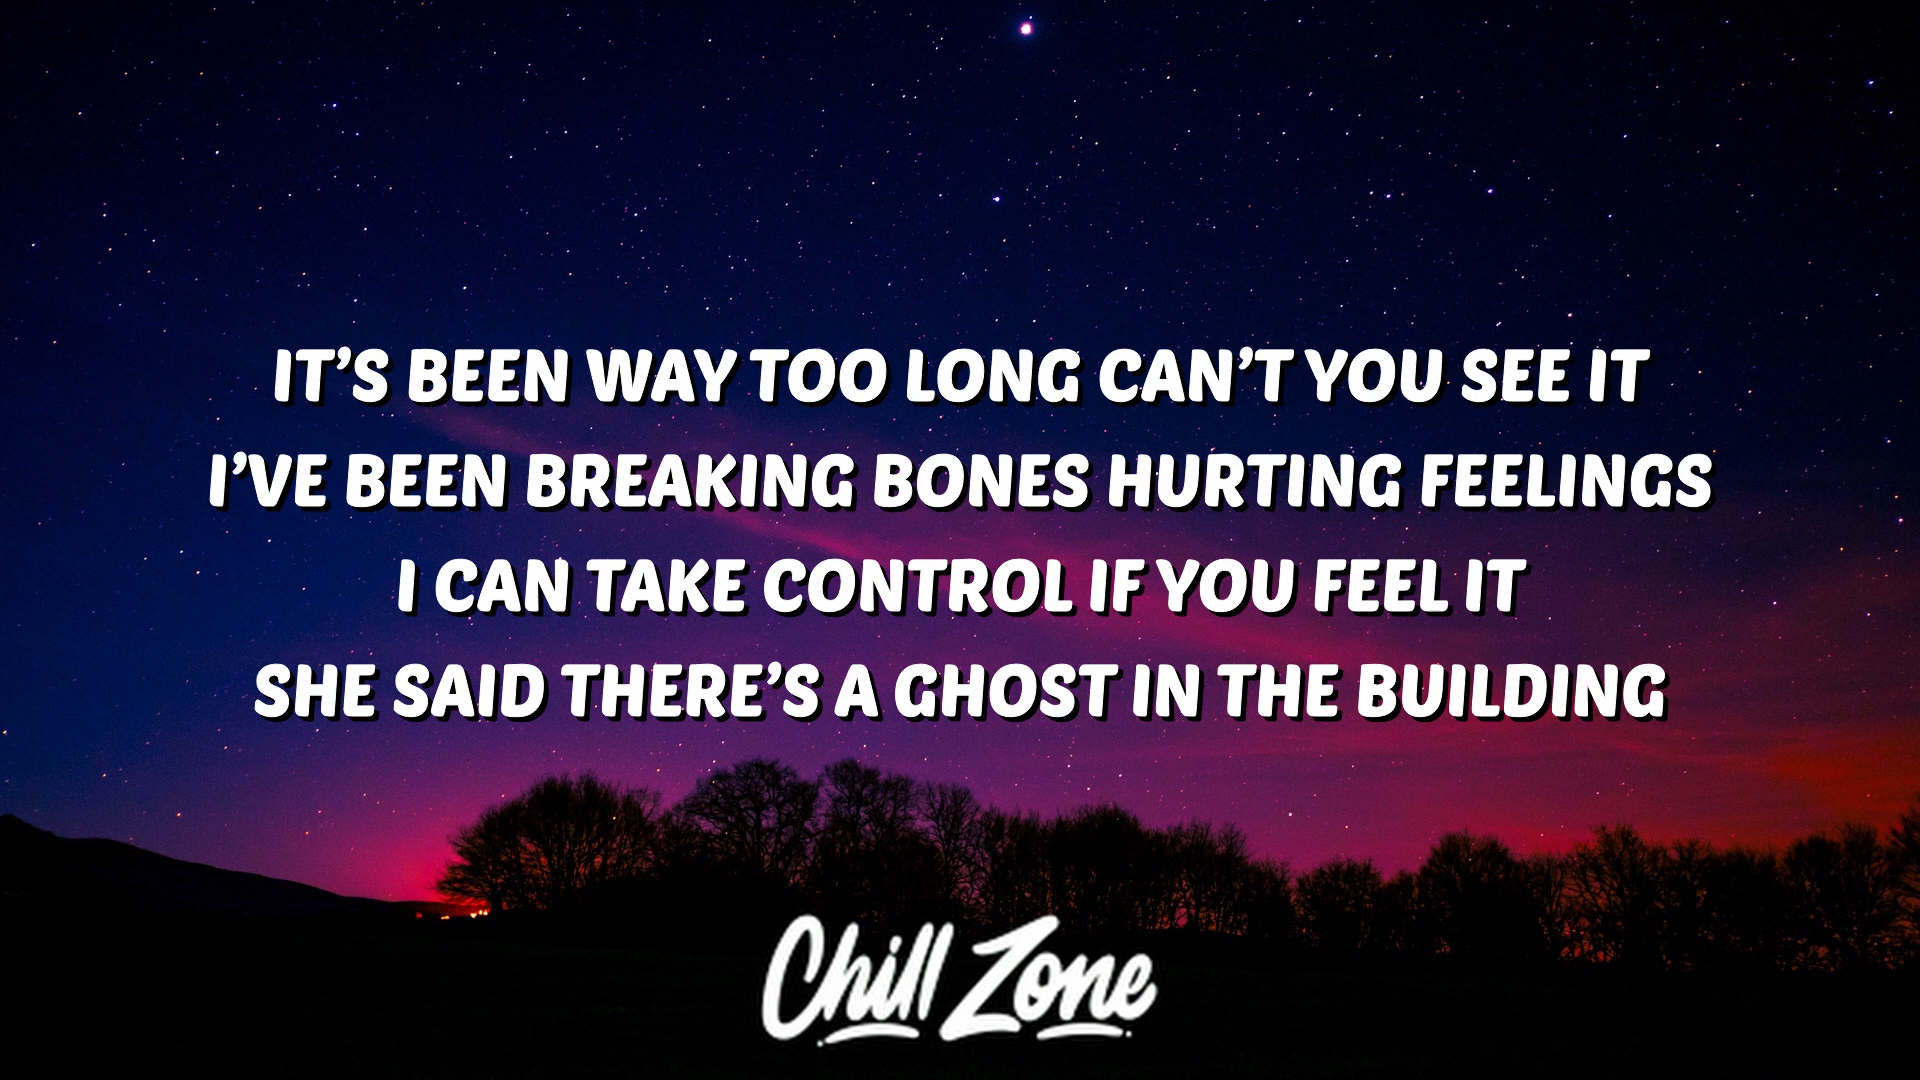 IT’S BEEN WAY TOO LONG CAN’T YOU SEE IT
I’VE BEEN BREAKING BONES HURTING FEELINGS
I CAN TAKE CONTROL IF YOU FEEL IT
SHE SAID THERE’S A GHOST IN THE BUILDING
Chill Zone